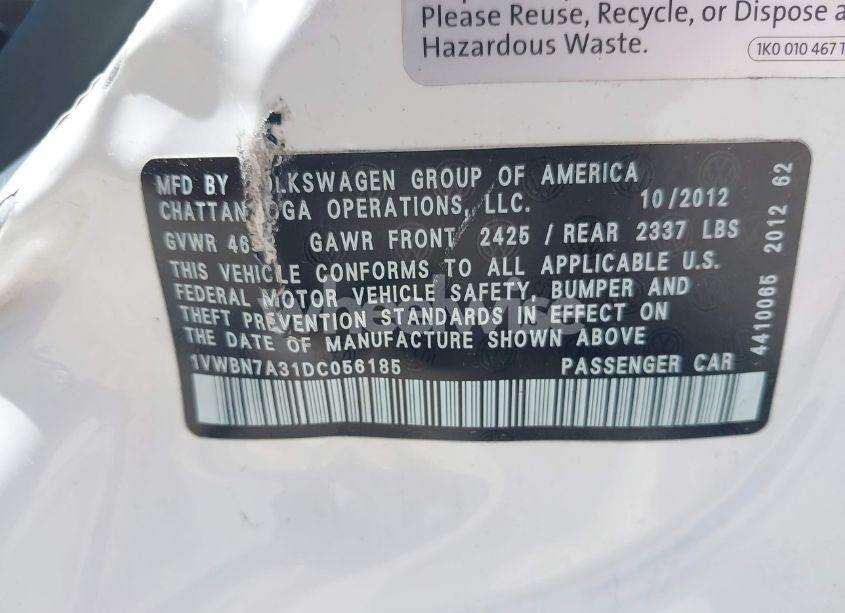 Please Reuse, Recycle, or Dispose a
Hazardous Waste.
1K0 010 467 T
MFD BY OLKSWAGEN GROUP OF AMERICA
CHATTAN OGA OPERATIONS, LLC. 10/2012
GVWR 46 GAWR FRONT 2425 / REAR 2337 LBS
THIS VEHICLE CONFORMS TO ALL APPLICABLE U.S.
FEDERAL MOTOR VEHICLE SAFETY, BUMPER AND
THEFT PREVENTION STANDARDS IN EFFECT ON
THE DATE OF MANUFACTURE SHOWN ABOVE
1VWBN7A31DC056185 PASSENGER CAR
4410065 2012 62